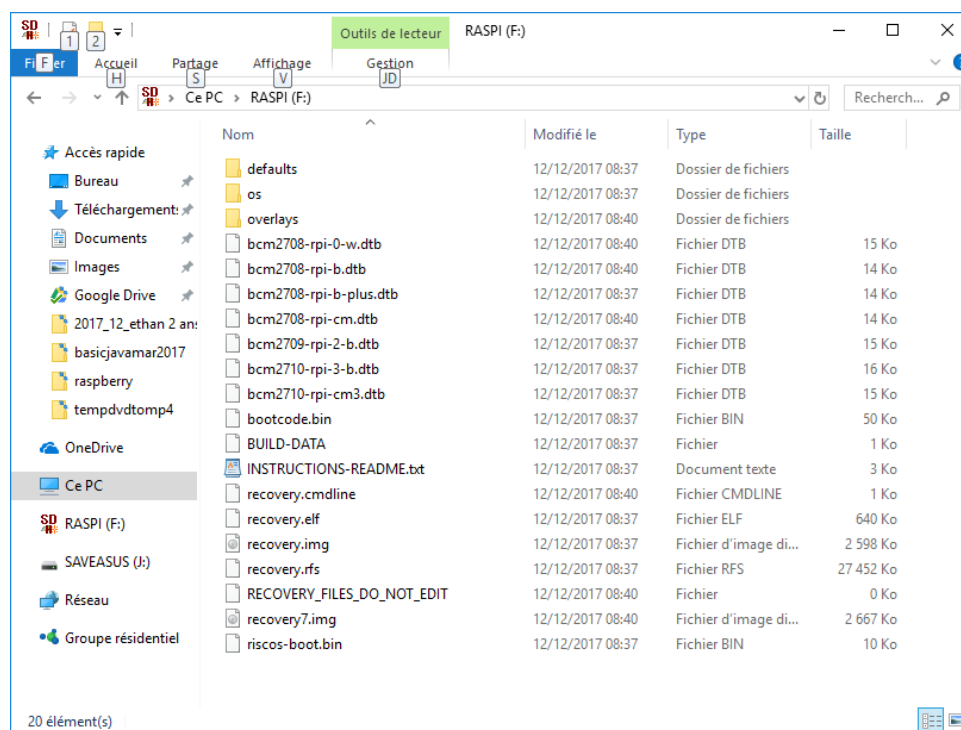 SD
1 2 Outils de lecteur RASPI (F:)
Fi F er Accueil Partage Affichage Gestion
H S V JD
SD Ce PC RASPI (F:) Recherch...
Nom Modifié le Type Taille
Accès rapide
Bureau
Téléchargements
Documents
Images
Google Drive
2017_12_ethan 2 ans
basicjavamar2017
raspberry
tempdvdtomp4
OneDrive
Ce PC
SD RASPI (F:)
SAVEASUS (J:)
Réseau
Groupe résidentiel
defaults 12/12/2017 08:37 Dossier de fichiers
os 12/12/2017 08:37 Dossier de fichiers
overlays 12/12/2017 08:40 Dossier de fichiers
bcm2708-rpi-0-w.dtb 12/12/2017 08:40 Fichier DTB 15 Ko
bcm2708-rpi-b.dtb 12/12/2017 08:40 Fichier DTB 14 Ko
bcm2708-rpi-b-plus.dtb 12/12/2017 08:37 Fichier DTB 14 Ko
bcm2708-rpi-cm.dtb 12/12/2017 08:40 Fichier DTB 14 Ko
bcm2709-rpi-2-b.dtb 12/12/2017 08:37 Fichier DTB 15 Ko
bcm2710-rpi-3-b.dtb 12/12/2017 08:37 Fichier DTB 16 Ko
bcm2710-rpi-cm3.dtb 12/12/2017 08:37 Fichier DTB 15 Ko
bootcode.bin 12/12/2017 08:37 Fichier BIN 50 Ko
BUILD-DATA 12/12/2017 08:37 Fichier 1 Ko
INSTRUCTIONS-README.txt 12/12/2017 08:37 Document texte 3 Ko
recovery.cmdline 12/12/2017 08:40 Fichier CMDLINE 1 Ko
recovery.elf 12/12/2017 08:37 Fichier ELF 640 Ko
recovery.img 12/12/2017 08:37 Fichier d'image di... 2 598 Ko
recovery.rfs 12/12/2017 08:37 Fichier RFS 27 452 Ko
RECOVERY_FILES_DO_NOT_EDIT 12/12/2017 08:37 Fichier 0 Ko
recovery7.img 12/12/2017 08:40 Fichier d'image di... 2 667 Ko
riscos-boot.bin 12/12/2017 08:37 Fichier BIN 10 Ko
20 élément(s)